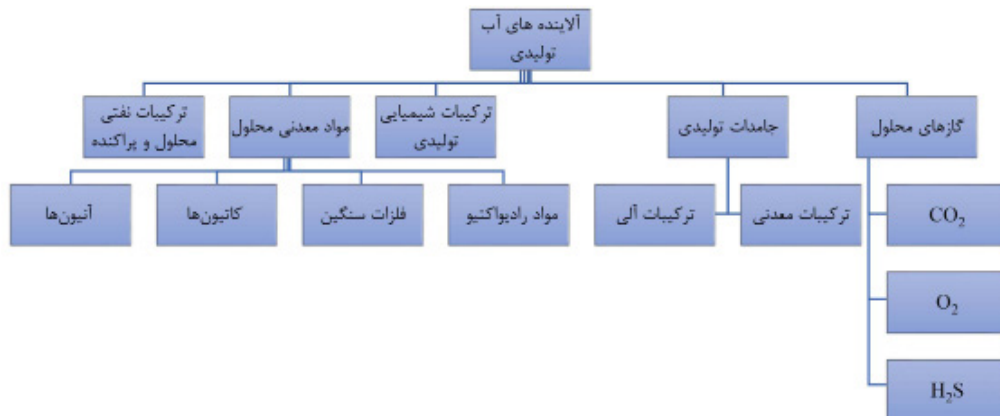 آلاینده های آب
تولیدی
گازهای محلول
جامدات تولیدی
ترکیبات شیمیایی
تولیدی
مواد معدنی محلول
ترکیبات نفتی
محلول و پراکنده
CO₂
O₂
H₂S
ترکیبات معدنی
ترکیبات آلی
مواد رادیواکتیو
فلزات سنگین
کاتیون‌ها
آنیون‌ها